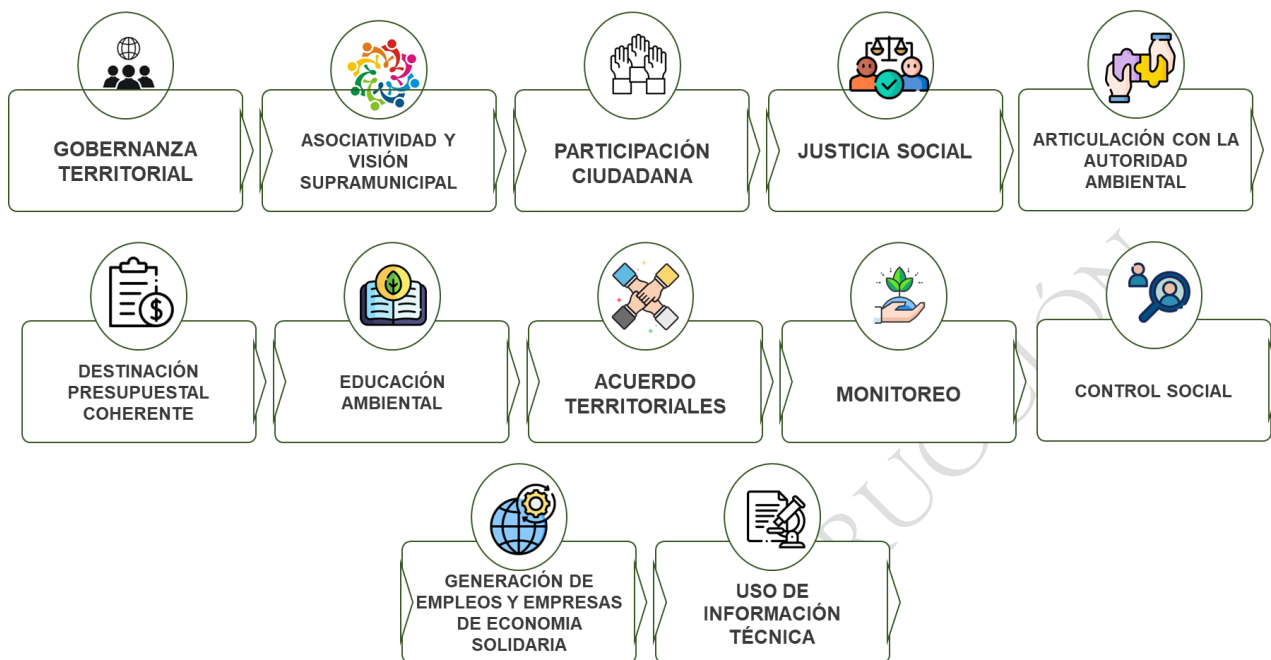 GOBERNANZA
TERRITORIAL
ASOCIATIVIDAD Y
VISIÓN
SUPRAMUNICIPAL
PARTICIPACIÓN
CIUDADANA
JUSTICIA SOCIAL
ARTICULACIÓN CON LA
AUTORIDAD
AMBIENTAL
DESTINACIÓN
PRESUPUESTAL
COHERENTE
EDUCACIÓN
AMBIENTAL
ACUERDO
TERRITORIALES
MONITOREO
CONTROL SOCIAL
GENERACIÓN DE
EMPLEOS Y EMPRESAS
DE ECONOMIA
SOLIDARIA
USO DE
INFORMACIÓN
TÉCNICA